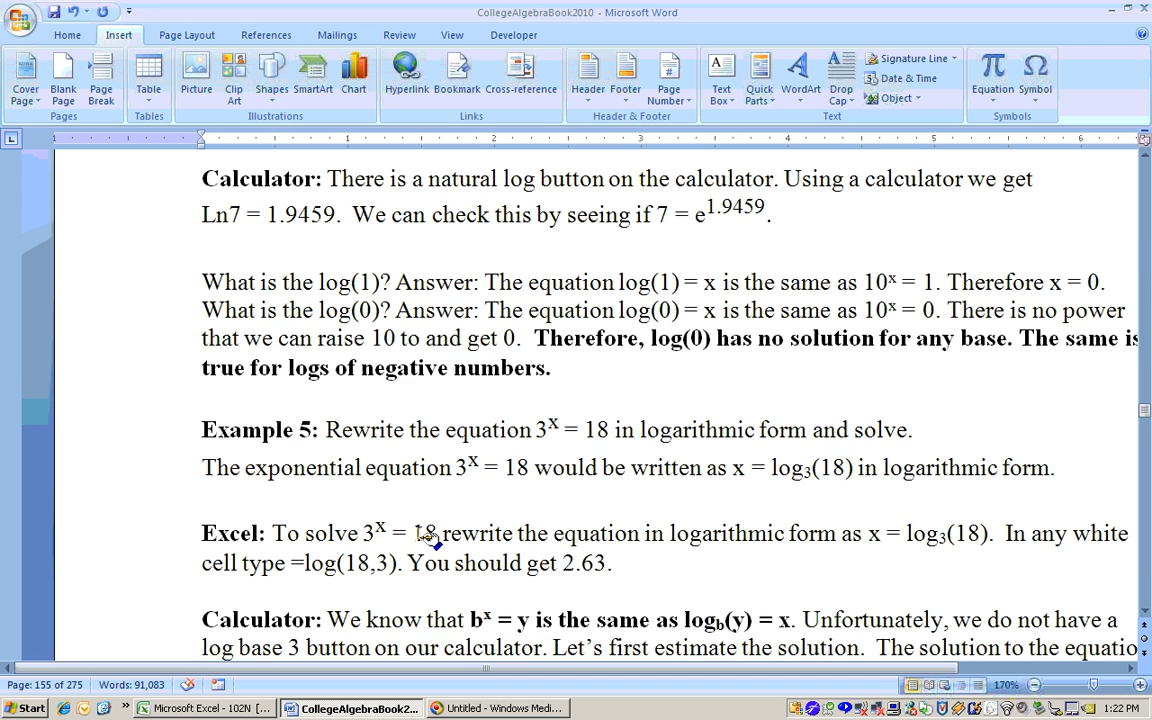 CollegeAlgebraBook2010 - Microsoft Word
Home Insert Page Layout References Mailings Review View Developer
Cover Page Blank Page Page Break Table Picture Clip Art Shapes SmartArt Chart Hyperlink Bookmark Cross-reference Header Footer Page Number Text Box Quick Parts WordArt Drop Cap Signature Line Date & Time Object Equation Symbol
Pages Tables Illustrations Links Header & Footer Text Symbols
1 2 3 4 5 6
Calculator: There is a natural log button on the calculator. Using a calculator we get
Ln7 = 1.9459. We can check this by seeing if 7 = e^1.9459.
What is the log(1)? Answer: The equation log(1) = x is the same as 10ˣ = 1. Therefore x = 0.
What is the log(0)? Answer: The equation log(0) = x is the same as 10ˣ = 0. There is no power
that we can raise 10 to and get 0. Therefore, log(0) has no solution for any base. The same is
true for logs of negative numbers.
Example 5: Rewrite the equation 3ˣ = 18 in logarithmic form and solve.
The exponential equation 3ˣ = 18 would be written as x = log₃(18) in logarithmic form.
Excel: To solve 3ˣ = 18 rewrite the equation in logarithmic form as x = log₃(18). In any white
cell type =log(18,3). You should get 2.63.
Calculator: We know that bˣ = y is the same as log_b(y) = x. Unfortunately, we do not have a
log base 3 button on our calculator. Let's first estimate the solution. The solution to the equatio
Page: 155 of 275 Words: 91,083 170%
Start Microsoft Excel - 102N [... CollegeAlgebraBook2... Untitled - Windows Medi... 1:22 PM